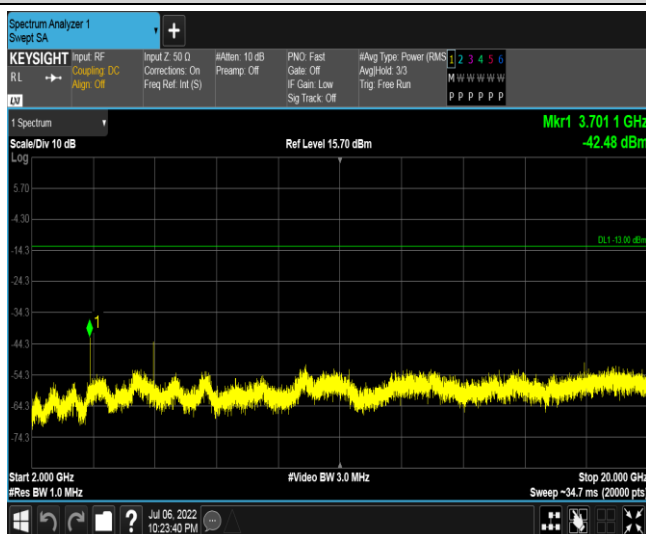 Spectrum Analyzer 1
Swept SA
+
KEYSIGHT
RL
LXI
Input: RF
Coupling: DC
Align: Off
Input Z: 50 Ω
Corrections: On
Freq Ref: Int (S)
#Atten: 10 dB
Preamp: Off
PNO: Fast
Gate: Off
IF Gain: Low
Sig Track: Off
#Avg Type: Power (RMS
Avg|Hold: 3/3
Trig: Free Run
1 2 3 4 5 6
M W W W W W
P P P P P P
1 Spectrum
Scale/Div 10 dB
Log
Ref Level 15.70 dBm
Mkr1 3.701 1 GHz
-42.48 dBm
5.70
-4.30
-14.3
-24.3
-34.3
-44.3
-54.3
-64.3
-74.3
DL1 -13.00 dBm
1
Start 2.000 GHz
#Res BW 1.0 MHz
#Video BW 3.0 MHz
Stop 20.000 GHz
Sweep ~34.7 ms (20000 pts)
?
Jul 06, 2022
10:23:40 PM